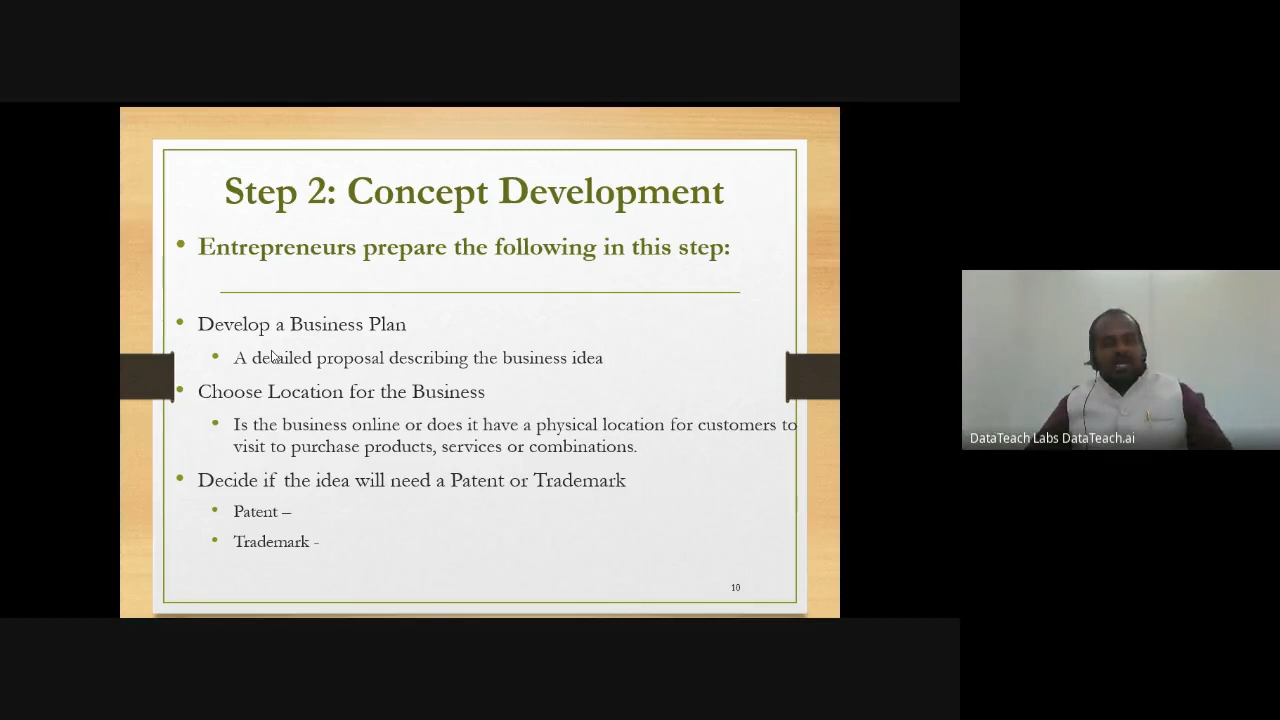 Step 2: Concept Development
Entrepreneurs prepare the following in this step:
Develop a Business Plan
A detailed proposal describing the business idea
Choose Location for the Business
Is the business online or does it have a physical location for customers to
visit to purchase products, services or combinations.
Decide if the idea will need a Patent or Trademark
Patent –
Trademark -
10
DataTeach Labs DataTeach.ai